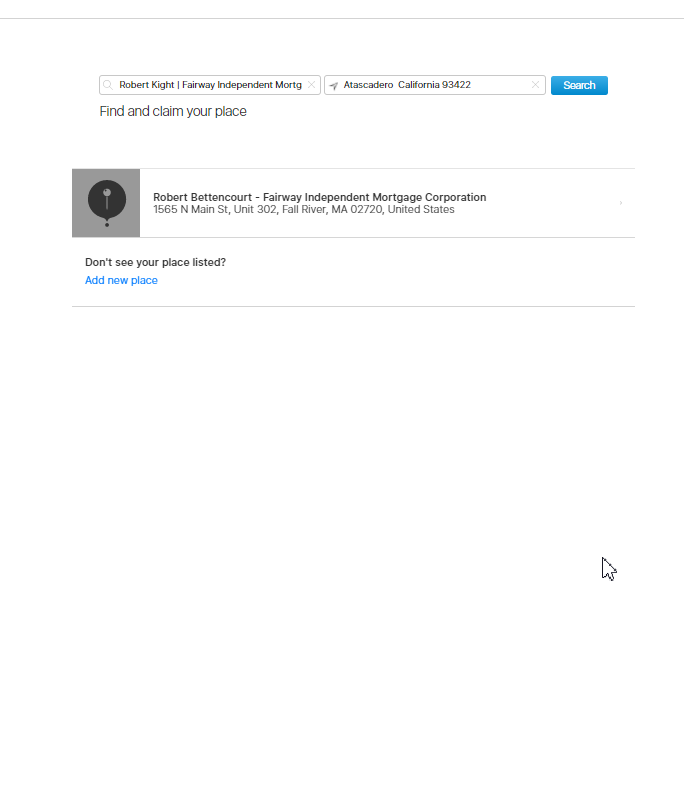 Robert Kight | Fairway Independent Mortg
Atascadero  California 93422
Search
Find and claim your place
Robert Bettencourt - Fairway Independent Mortgage Corporation
1565 N Main St, Unit 302, Fall River, MA 02720, United States
Don't see your place listed?
Add new place